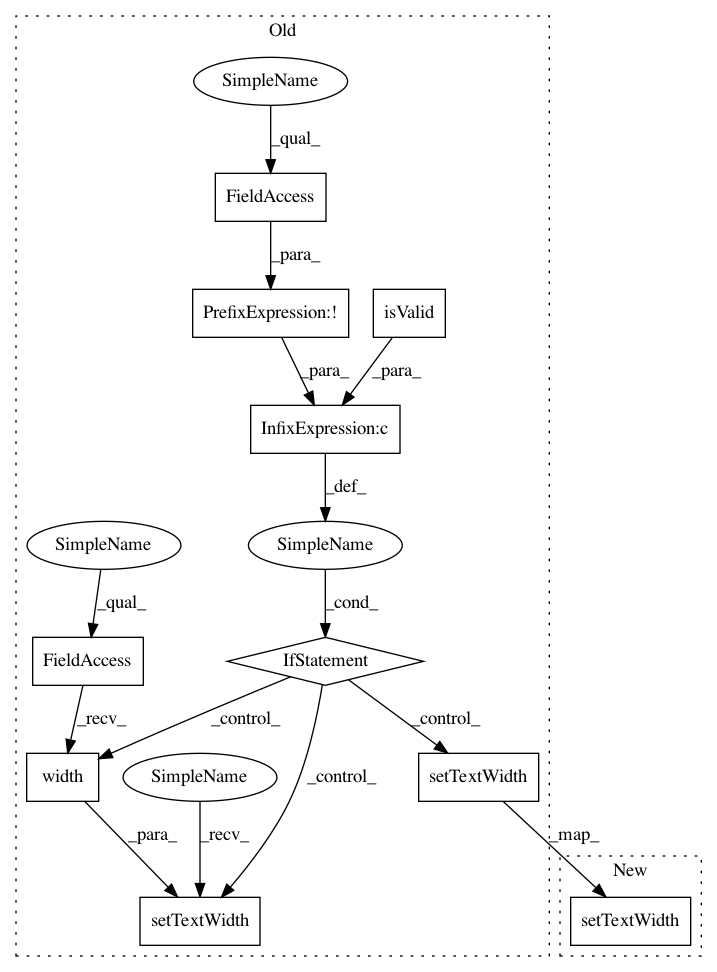 Old
SimpleName
_qual_
FieldAccess
_para_
PrefixExpression:!
isValid
_para_
_para_
InfixExpression:c
_def_
SimpleName
SimpleName
_qual_
_cond_
FieldAccess
IfStatement
_recv_
_control_
_control_
_control_
width
SimpleName
setTextWidth
_para_
_recv_
_map_
New
setTextWidth
setTextWidth